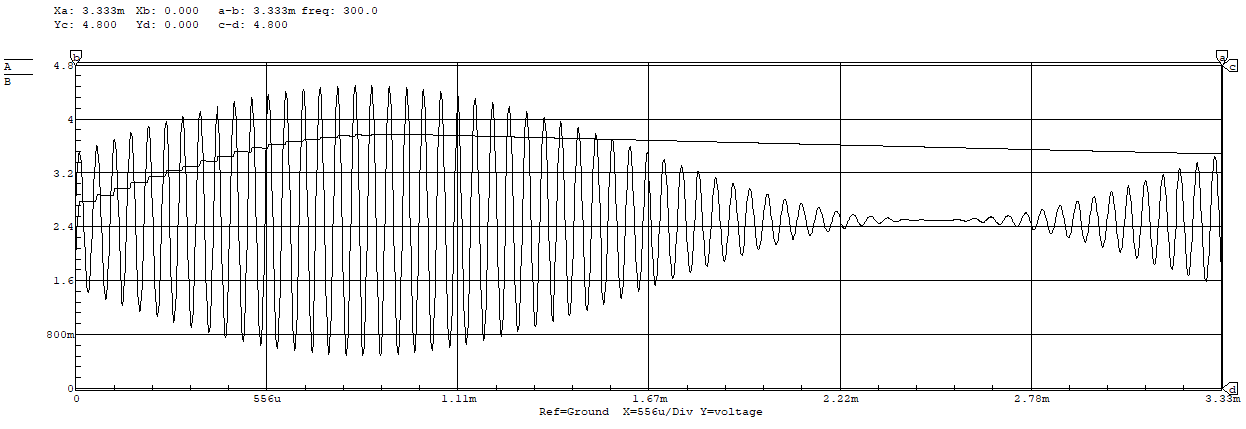 Xa: 3.333m Xb: 0.000 a-b: 3.333m freq: 300.0
Yc: 4.800 Yd: 0.000 c-d: 4.800
b a
4.8 c
A
B
4
3.2
2.4
1.6
800m
0 d
0 556u 1.11m 1.67m 2.22m 2.78m 3.33m
Ref=Ground X=556u/Div Y=voltage